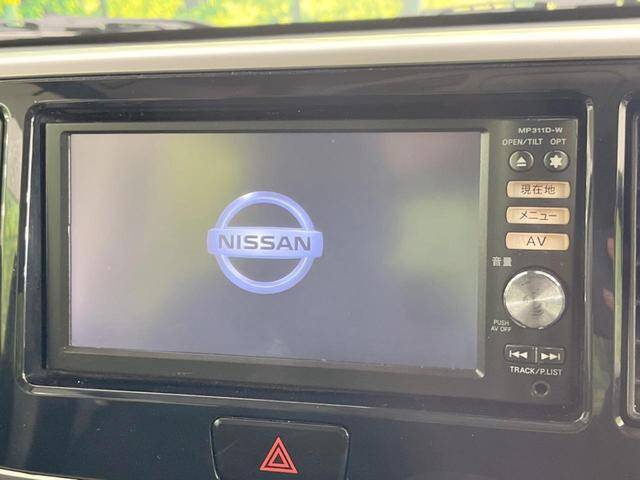 MP311D-W
OPEN/TILT OPT
現在地
メニュー
AV
NISSAN
音量
PUSH
AV OFF
TRACK/P.LIST